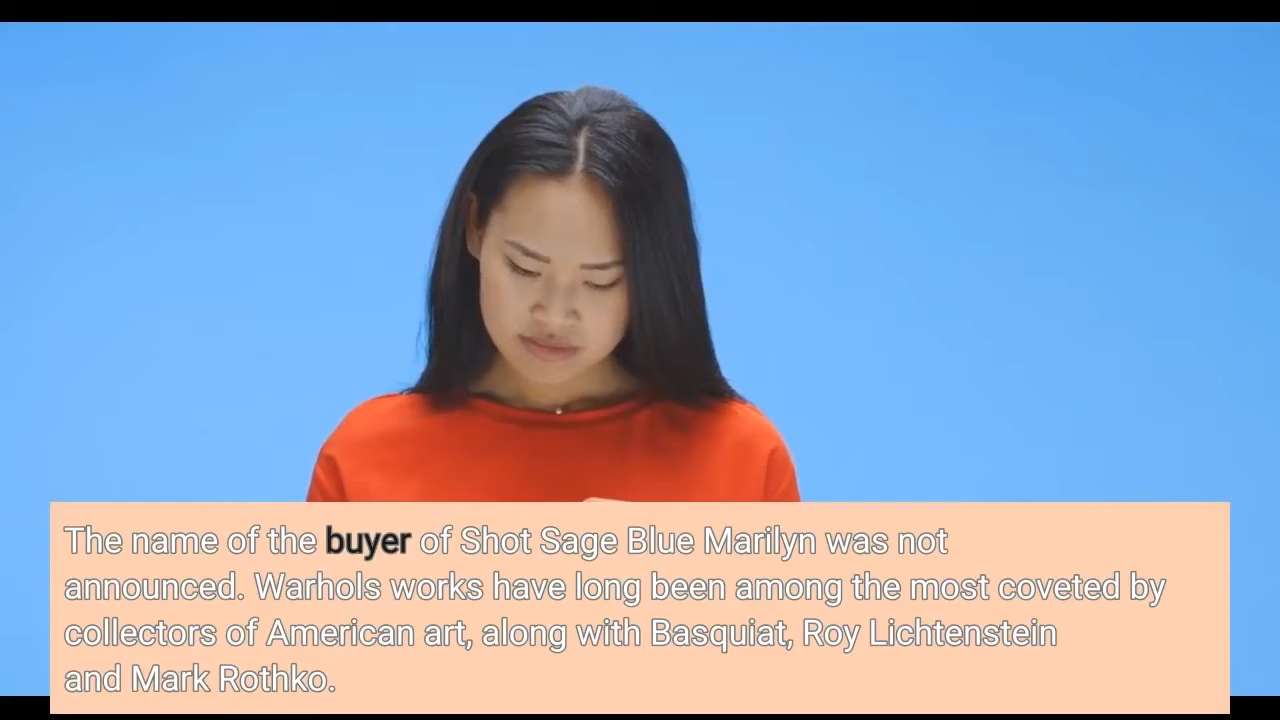 The name of the buyer of Shot Sage Blue Marilyn was not
announced. Warhols works have long been among the most coveted by
collectors of American art, along with Basquiat, Roy Lichtenstein
and Mark Rothko.